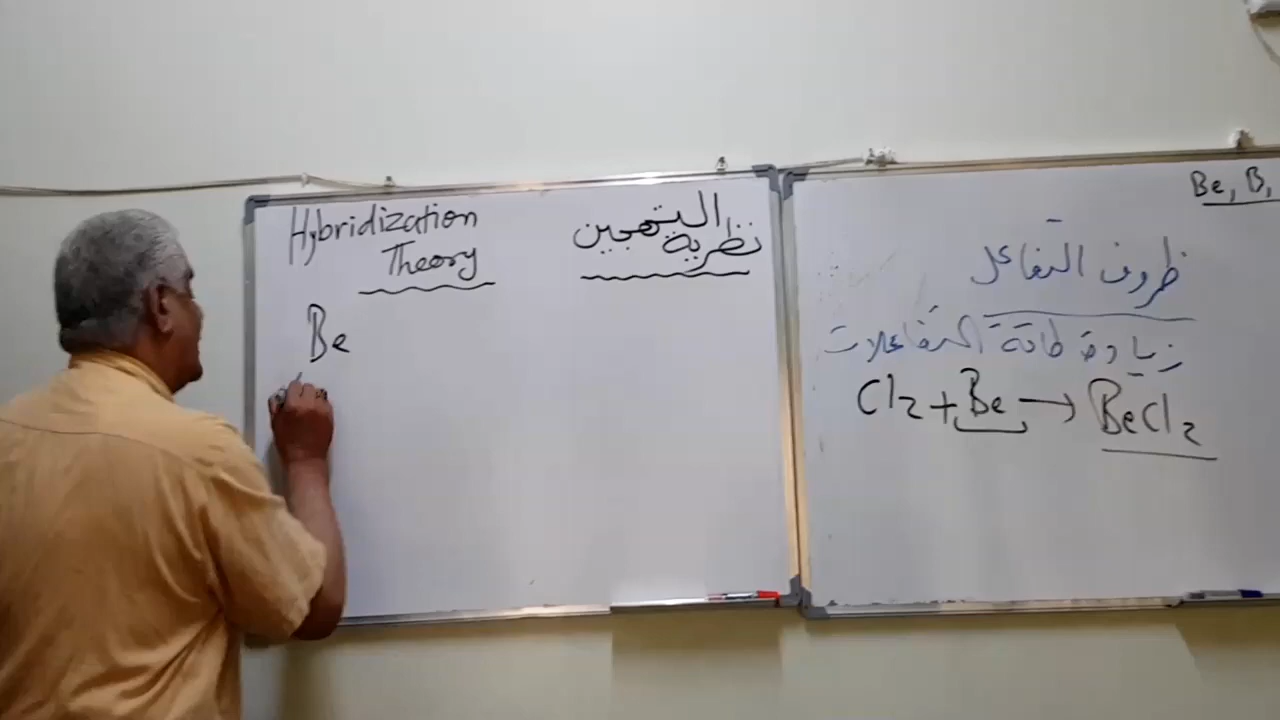 Hybridization
Theory
نظرية التهجين
Be
Be, B,
ظروف التفاعل
زيادة طاقة التفاعلات
Cl2 + Be → BeCl2